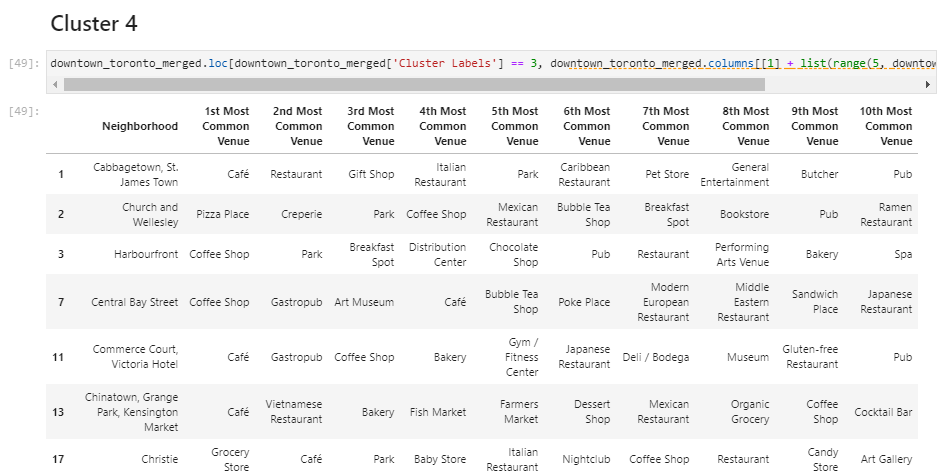 Cluster 4
[49]: downtown_toronto_merged.loc[downtown_toronto_merged['Cluster Labels'] == 3, downtown_toronto_merged.columns[[1] + list(range(5, downtow
[49]:
Neighborhood 1st Most Common Venue 2nd Most Common Venue 3rd Most Common Venue 4th Most Common Venue 5th Most Common Venue 6th Most Common Venue 7th Most Common Venue 8th Most Common Venue 9th Most Common Venue 10th Most Common Venue
1 Cabbagetown, St. James Town Café Restaurant Gift Shop Italian Restaurant Park Caribbean Restaurant Pet Store General Entertainment Butcher Pub
2 Church and Wellesley Pizza Place Creperie Park Coffee Shop Mexican Restaurant Bubble Tea Shop Breakfast Spot Bookstore Pub Ramen Restaurant
3 Harbourfront Coffee Shop Park Breakfast Spot Distribution Center Chocolate Shop Pub Restaurant Performing Arts Venue Bakery Spa
7 Central Bay Street Coffee Shop Gastropub Art Museum Café Bubble Tea Shop Poke Place Modern European Restaurant Middle Eastern Restaurant Sandwich Place Japanese Restaurant
11 Commerce Court, Victoria Hotel Café Gastropub Coffee Shop Bakery Gym / Fitness Center Japanese Restaurant Deli / Bodega Museum Gluten-free Restaurant Pub
13 Chinatown, Grange Park, Kensington Market Café Vietnamese Restaurant Bakery Fish Market Farmers Market Dessert Shop Mexican Restaurant Organic Grocery Coffee Shop Cocktail Bar
17 Christie Grocery Store Café Park Baby Store Italian Restaurant Nightclub Coffee Shop Restaurant Candy Store Art Gallery